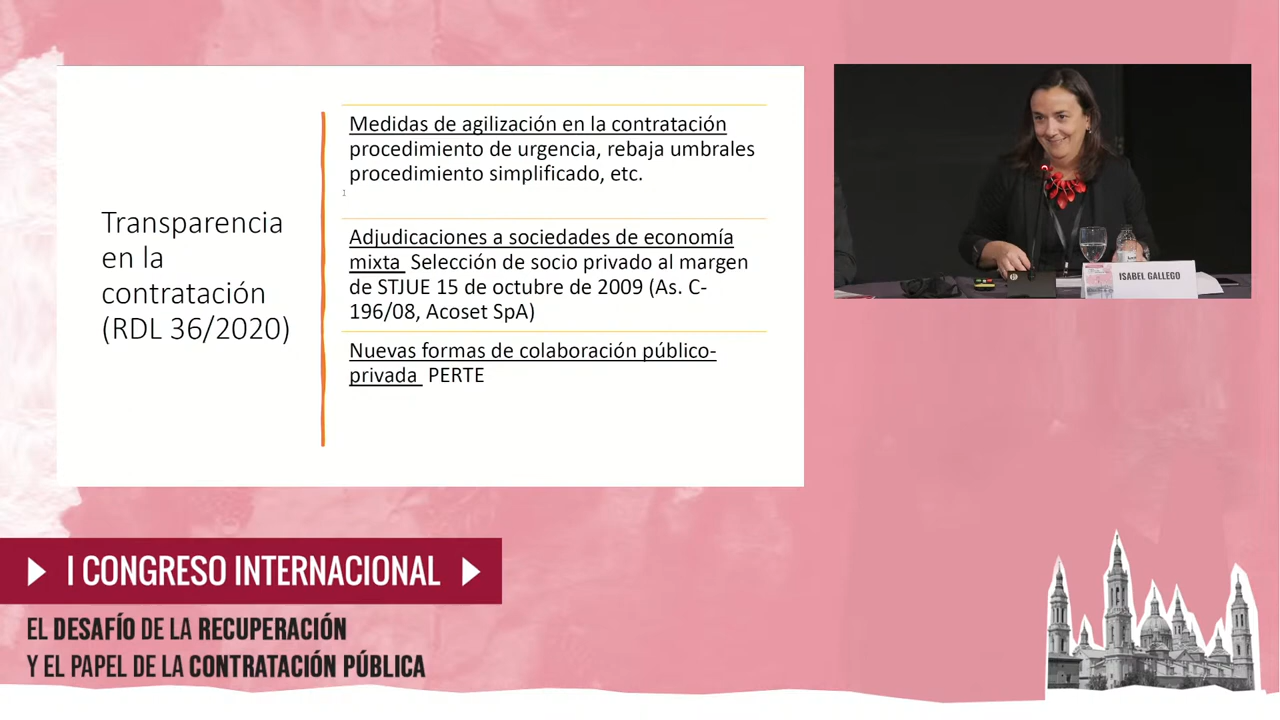 Transparencia
en la
contratación
(RDL 36/2020)
Medidas de agilización en la contratación
procedimiento de urgencia, rebaja umbrales
procedimiento simplificado, etc.
1
Adjudicaciones a sociedades de economía
mixta Selección de socio privado al margen
de STJUE 15 de octubre de 2009 (As. C-
196/08, Acoset SpA)
Nuevas formas de colaboración público-
privada PERTE
ISABEL GALLEGO
I CONGRESO INTERNACIONAL
EL DESAFÍO DE LA RECUPERACIÓN
Y EL PAPEL DE LA CONTRATACIÓN PÚBLICA